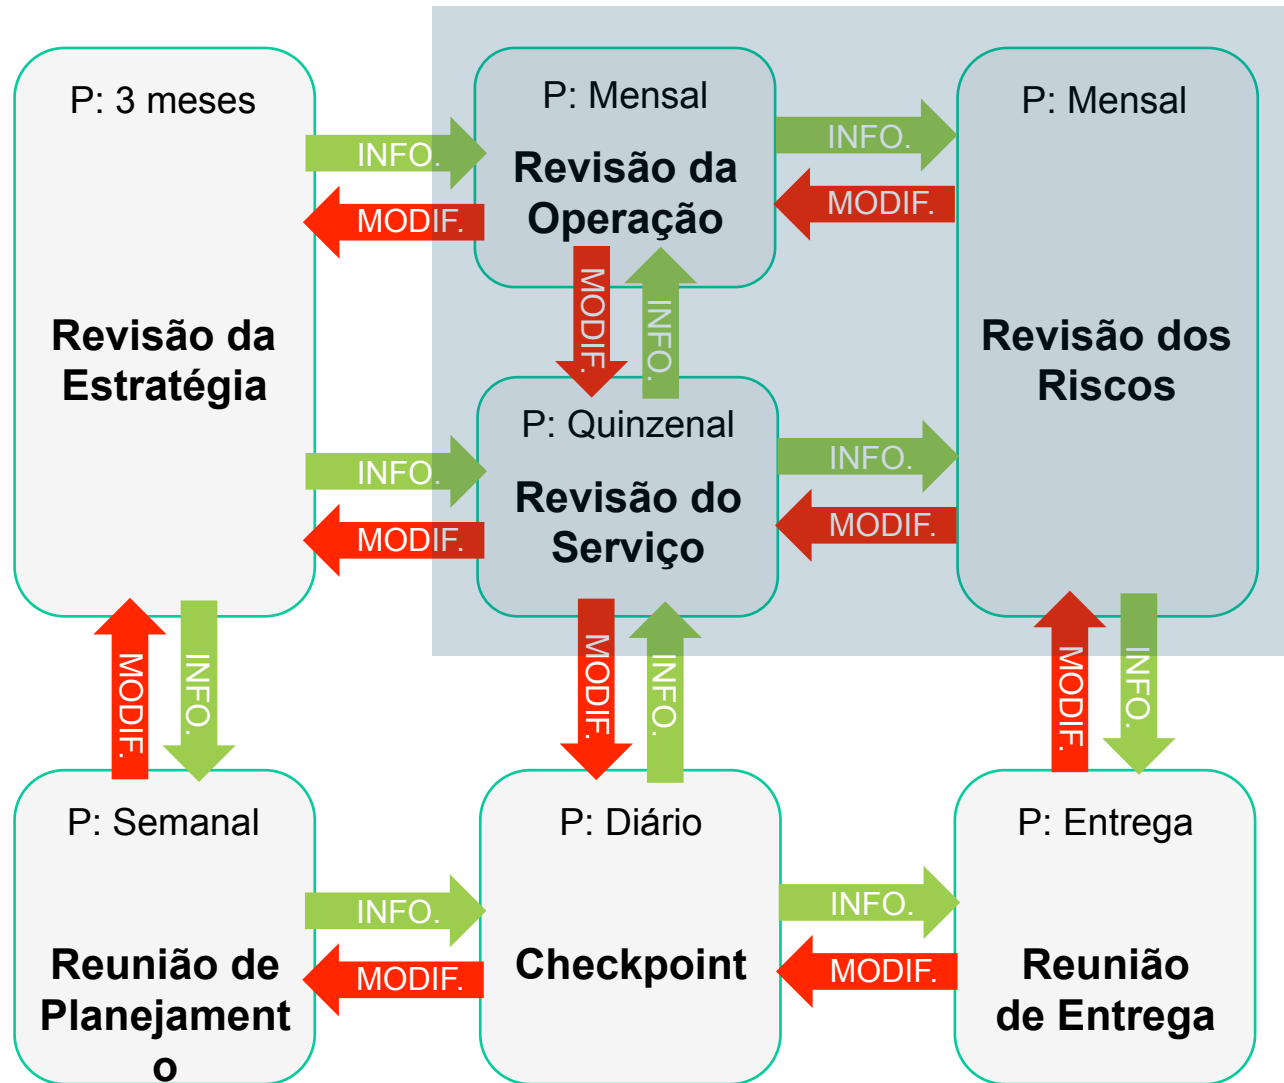 P: 3 meses
Revisão da
Estratégia
INFO.
MODIF.
P: Mensal
Revisão da
Operação
INFO.
MODIF.
P: Mensal
Revisão dos
Riscos
MODIF.
INFO.
INFO.
MODIF.
P: Quinzenal
Revisão do
Serviço
INFO.
MODIF.
MODIF.
INFO.
MODIF.
INFO.
MODIF.
INFO.
P: Semanal
Reunião de
Planejament
o
INFO.
MODIF.
P: Diário
Checkpoint
INFO.
MODIF.
P: Entrega
Reunião
de Entrega